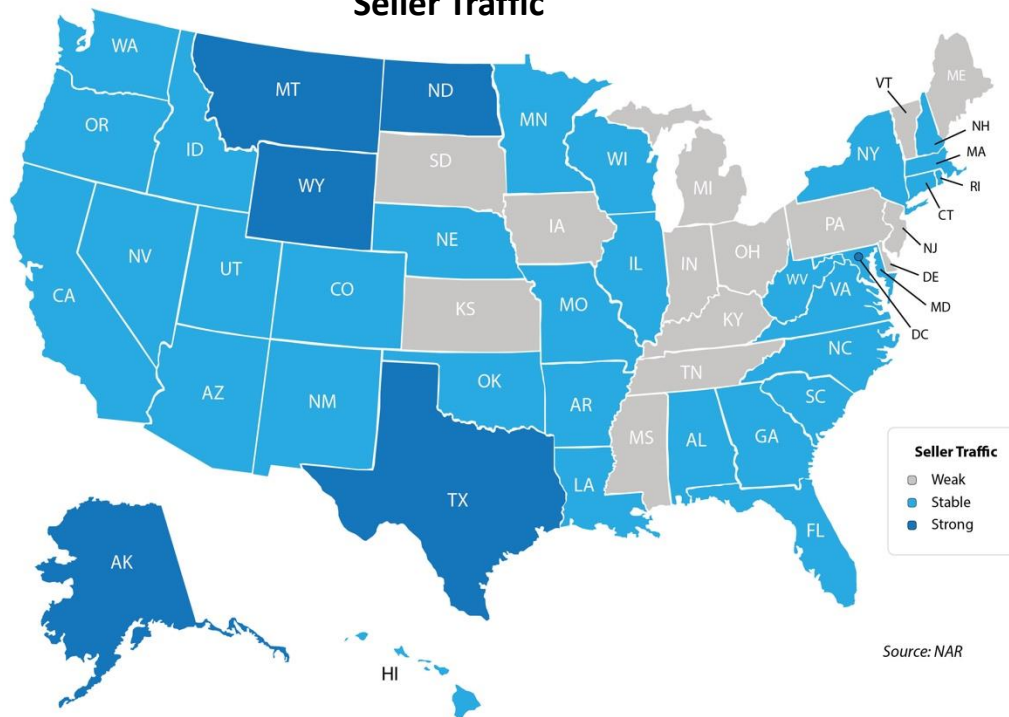 Seller Traffic
WA
MT
ND
MN
VT
ME
OR
ID
SD
WI
NY
NH
MA
RI
CT
WY
MI
IA
PA
NJ
NE
NV
UT
CO
IL
IN
OH
WV
VA
DE
MD
DC
CA
KS
MO
KY
NC
AZ
NM
OK
AR
TN
SC
MS
AL
GA
LA
TX
FL
AK
HI
Seller Traffic
Weak
Stable
Strong
Source: NAR